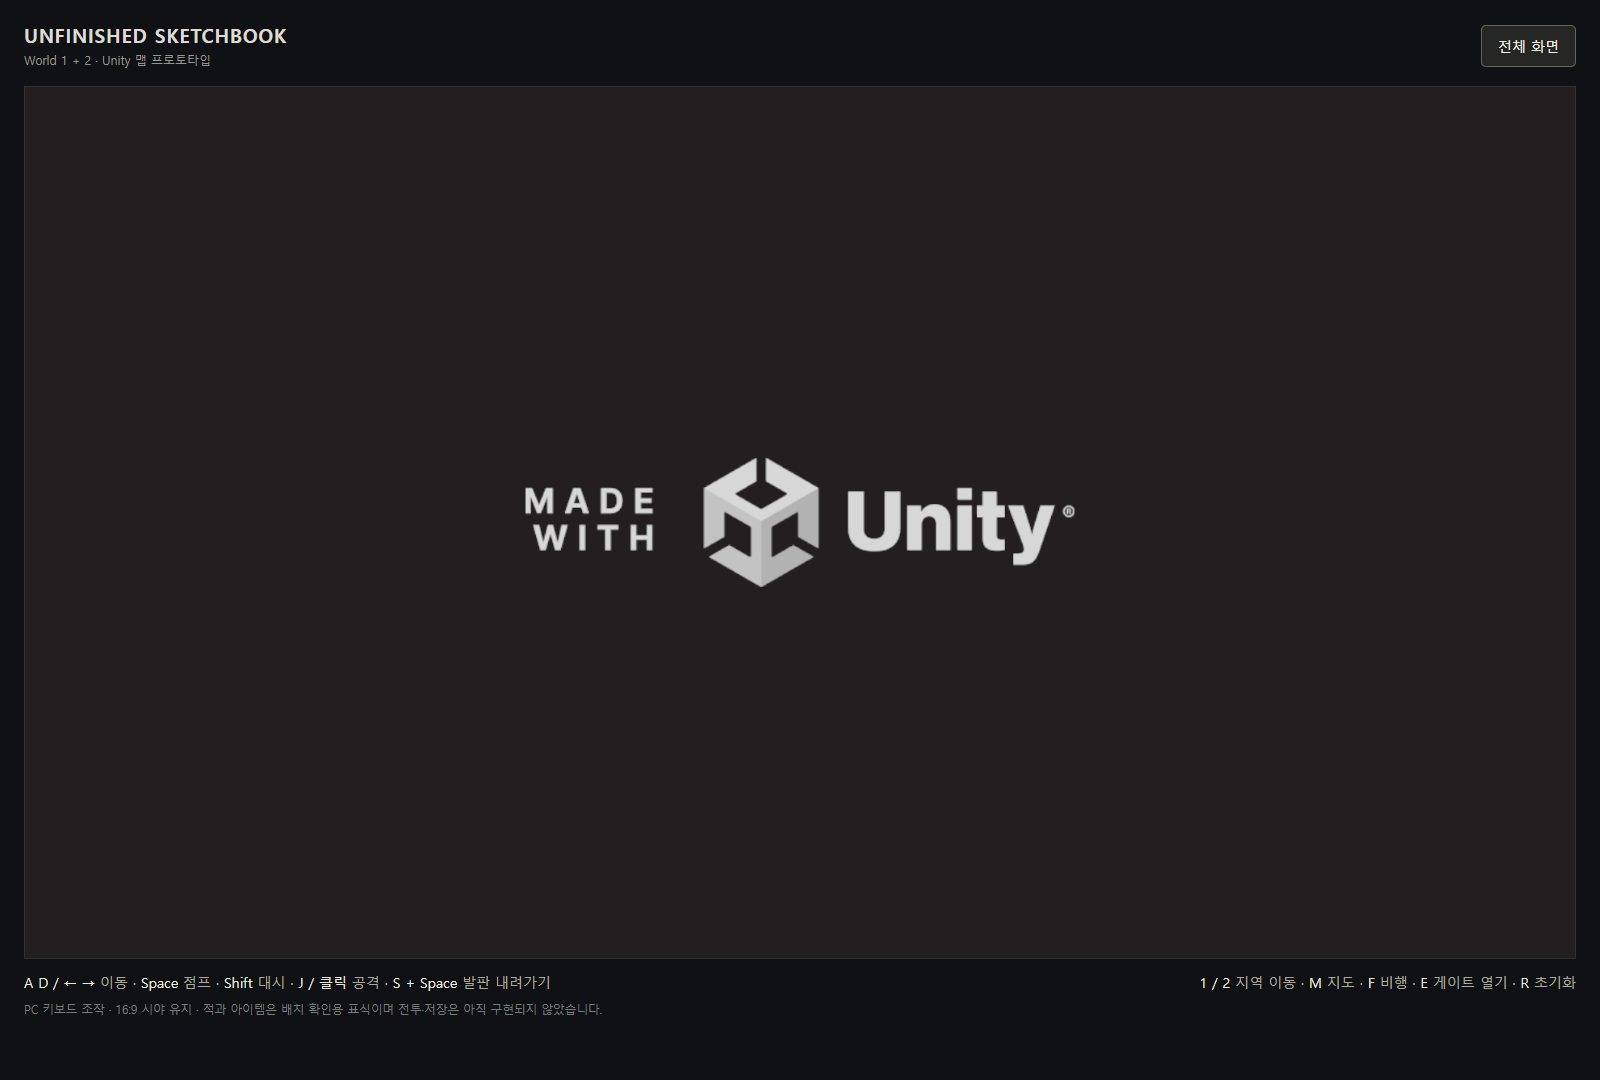 UNFINISHED SKETCHBOOK
World 1 + 2 · Unity 맵 프로토타입
전체 화면
MADE
WITH
Unity®
A D / ← → 이동 · Space 점프 · Shift 대시 · J / 클릭 공격 · S + Space 발판 내려가기
1 / 2 지역 이동 · M 지도 · F 비행 · E 게이트 열기 · R 초기화
PC 키보드 조작 · 16:9 시야 유지 · 적과 아이템은 배치 확인용 표식이며 전투·저장은 아직 구현되지 않았습니다.